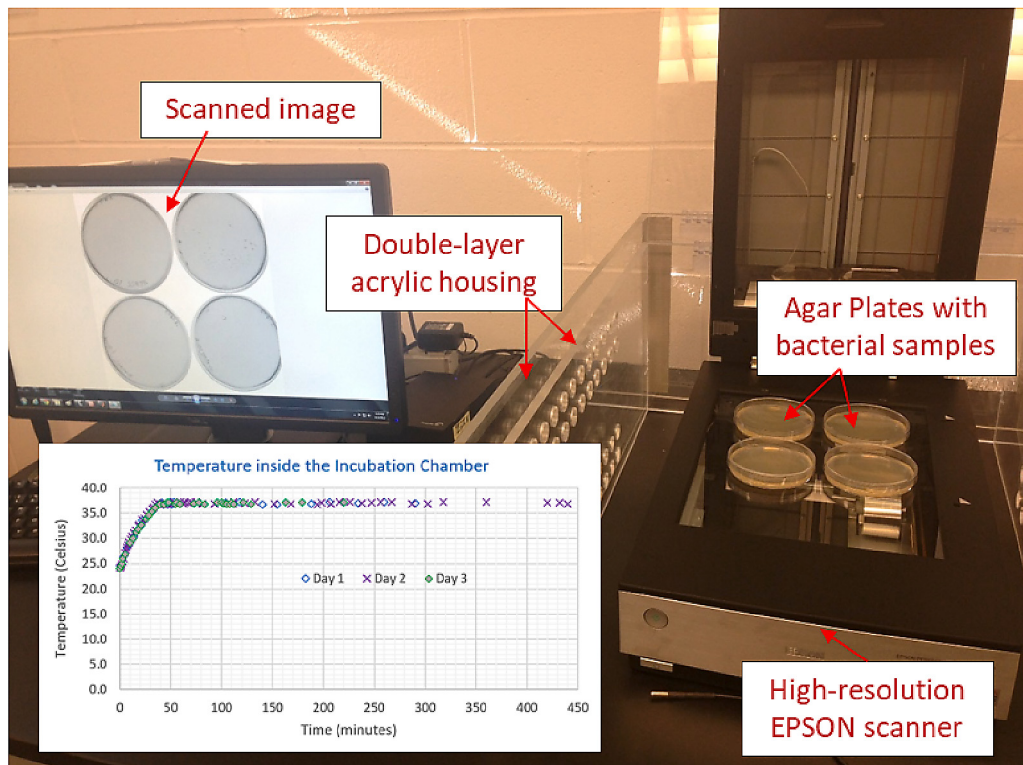 Scanned image
Double-layer
acrylic housing
Agar Plates with
bacterial samples
Temperature inside the Incubation Chamber
40.0
35.0
30.0
25.0
20.0
15.0
10.0
5.0
0.0
Temperature (Celsius)
Day 1 Day 2 Day 3
0 50 100 150 200 250 300 350 400 450
Time (minutes)
High-resolution
EPSON scanner